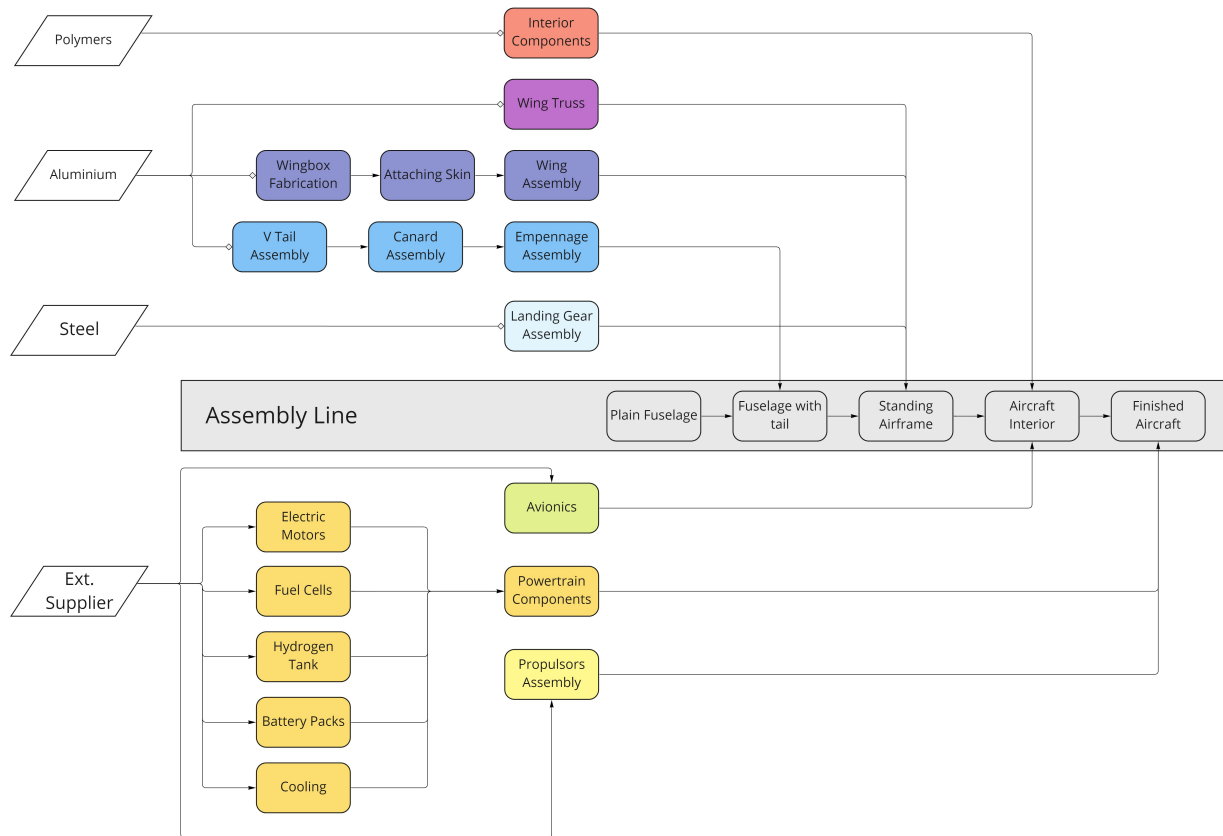 Polymers
Interior
Components
Wing Truss
Aluminium
Wingbox
Fabrication
Attaching Skin
Wing
Assembly
V Tail
Assembly
Canard
Assembly
Empennage
Assembly
Steel
Landing Gear
Assembly
Assembly Line
Plain Fuselage
Fuselage with
tail
Standing
Airframe
Aircraft
Interior
Finished
Aircraft
Avionics
Electric
Motors
Ext.
Supplier
Fuel Cells
Powertrain
Components
Hydrogen
Tank
Propulsors
Assembly
Battery Packs
Cooling